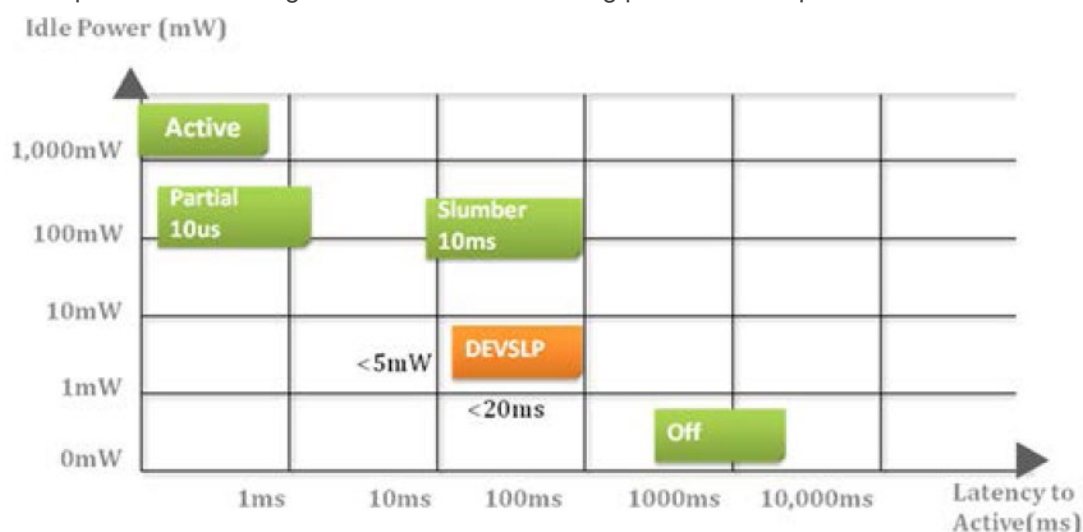 Idle Power (mW)
Active
1,000mW
Partial
10us
Slumber
10ms
100mW
10mW
DEVSLP
<5mW
1mW
<20ms
Off
0mW
1ms
10ms
100ms
1000ms
10,000ms
Latency to
Active(ms)